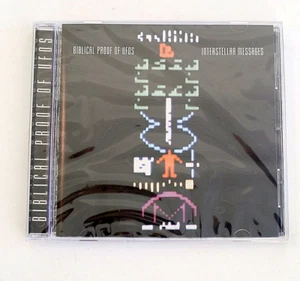 BIBLICAL PROOF OF UFOS
BIBLICAL PROOF OF UFOS
INTERSTELLAR MESSAGES